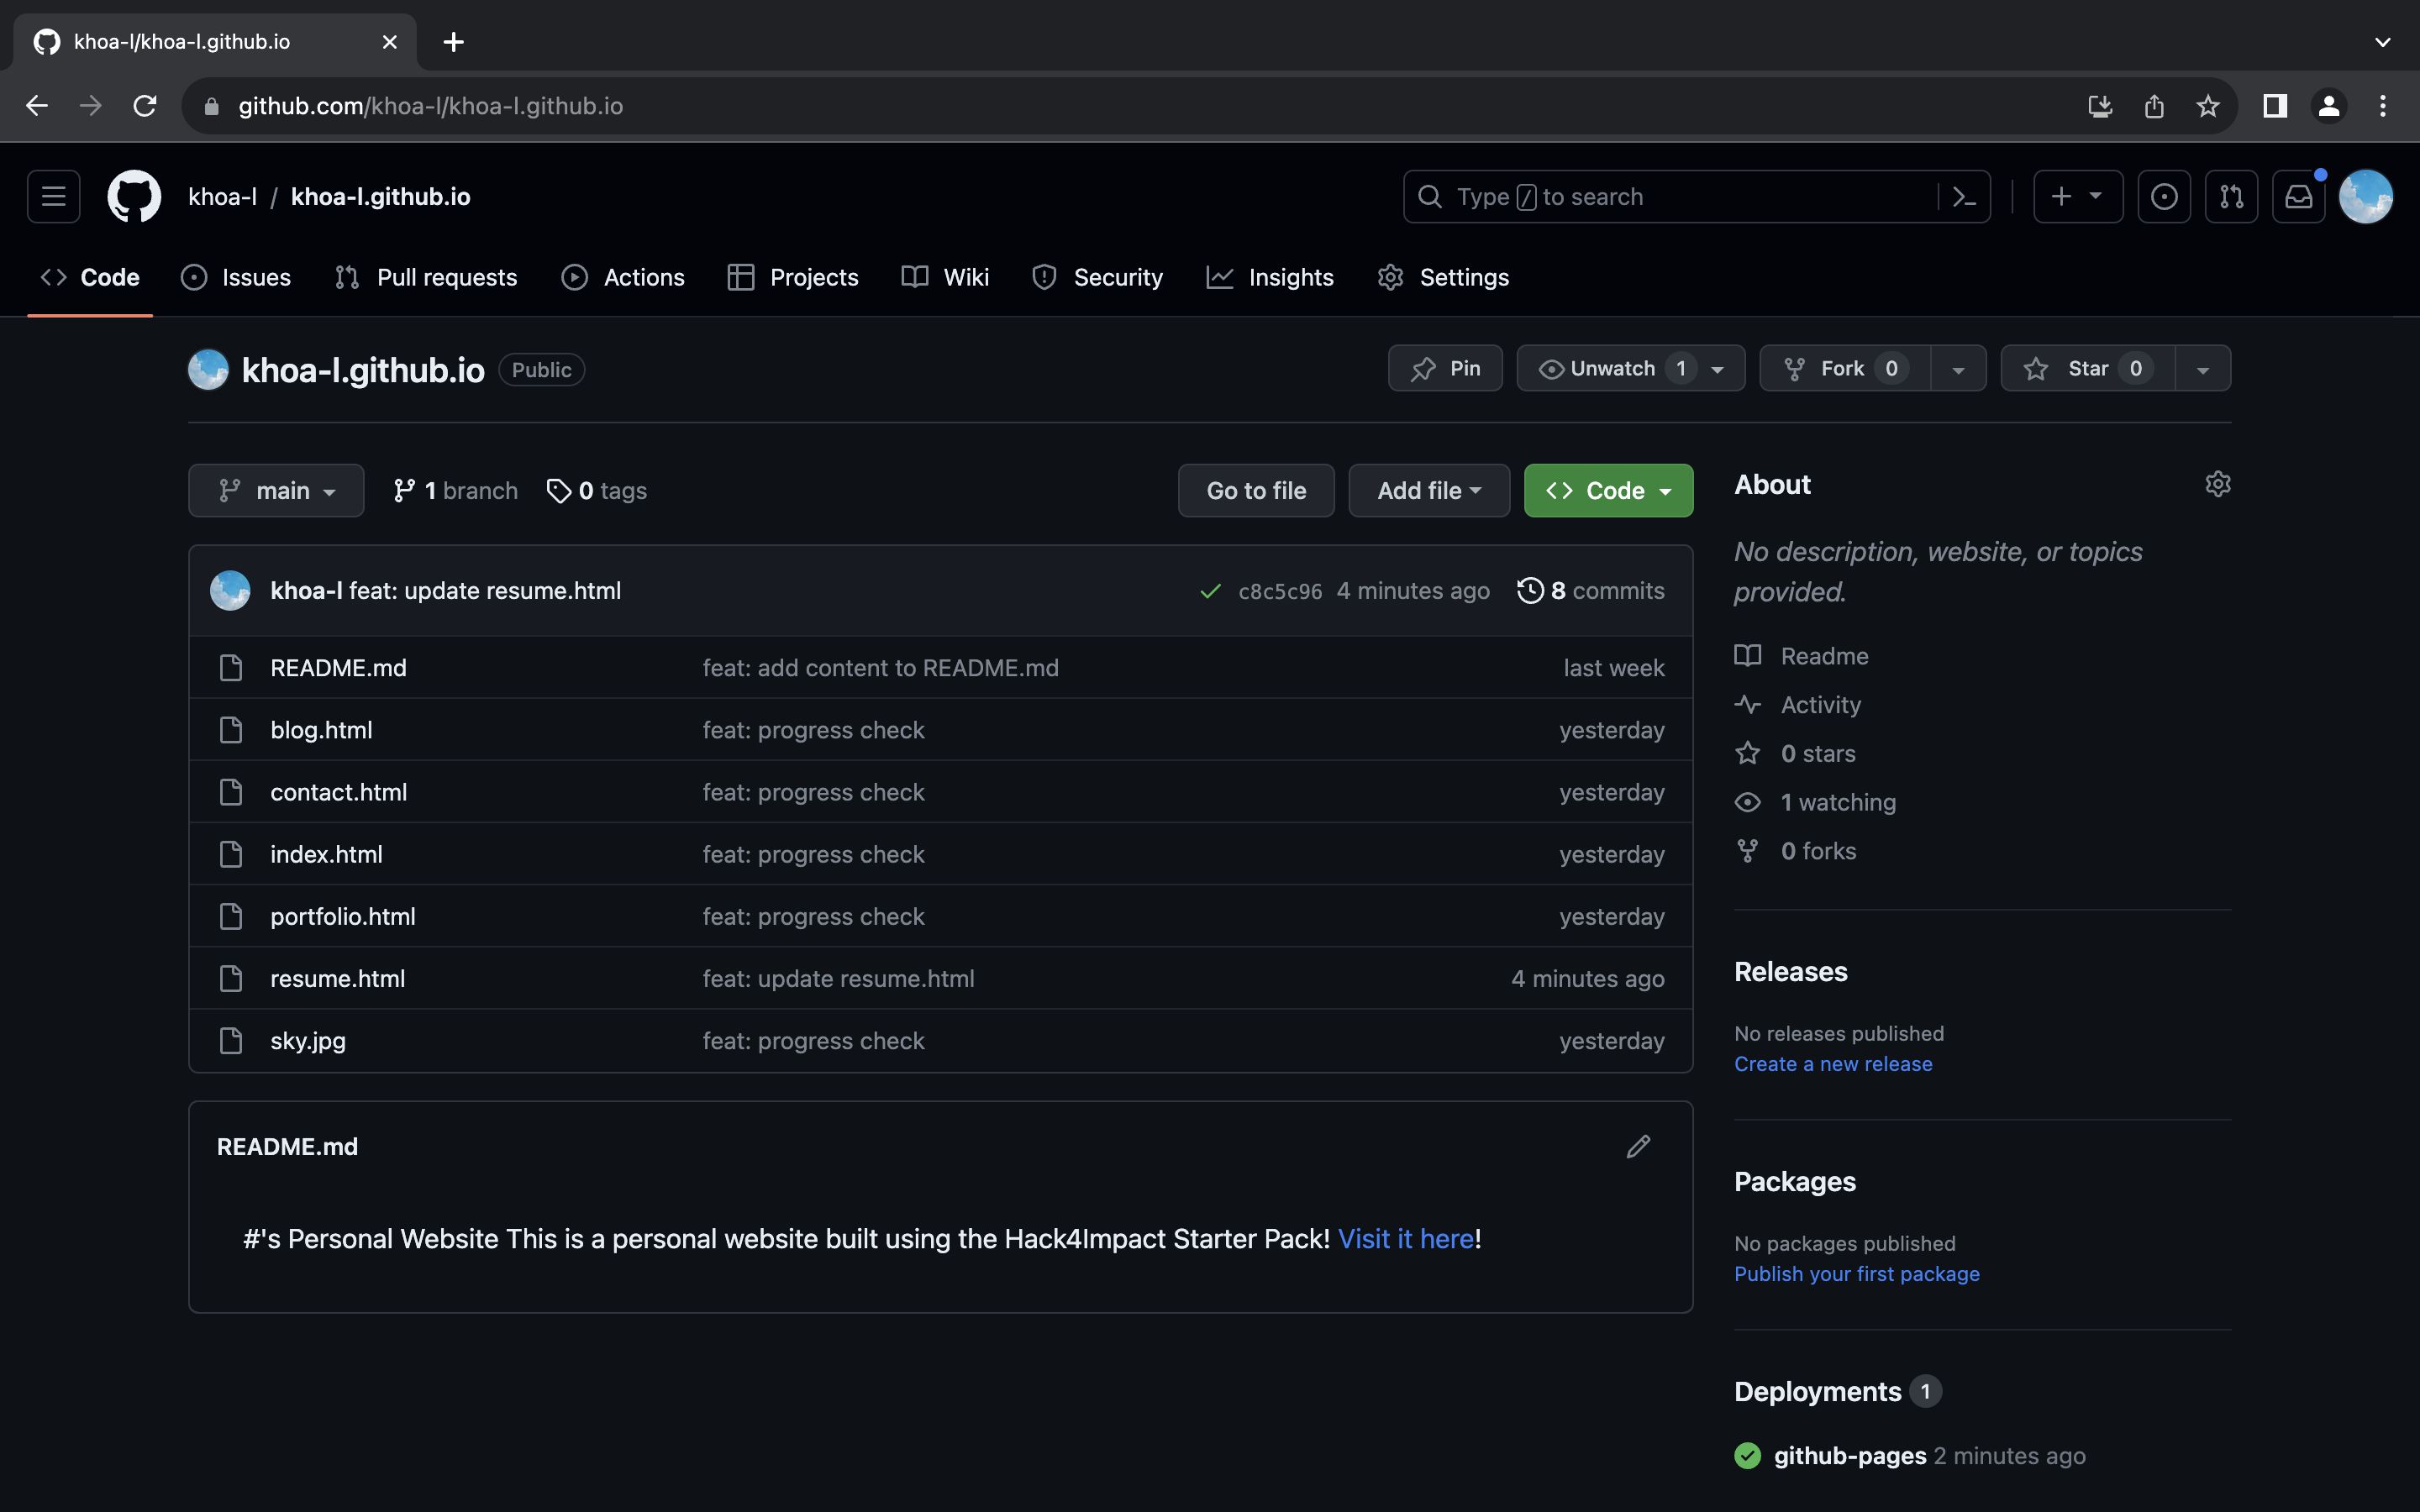 khoa-l/khoa-l.github.io
github.com/khoa-l/khoa-l.github.io
khoa-l / khoa-l.github.io
Type / to search
Code Issues Pull requests Actions Projects Wiki Security Insights Settings
khoa-l.github.io Public
Pin Unwatch 1 Fork 0 Star 0
main 1 branch 0 tags
Go to file Add file Code
khoa-l feat: update resume.html c8c5c96 4 minutes ago 8 commits
README.md feat: add content to README.md last week
blog.html feat: progress check yesterday
contact.html feat: progress check yesterday
index.html feat: progress check yesterday
portfolio.html feat: progress check yesterday
resume.html feat: update resume.html 4 minutes ago
sky.jpg feat: progress check yesterday
README.md
#'s Personal Website This is a personal website built using the Hack4Impact Starter Pack! Visit it here!
About
No description, website, or topics
provided.
Readme
Activity
0 stars
1 watching
0 forks
Releases
No releases published
Create a new release
Packages
No packages published
Publish your first package
Deployments 1
github-pages 2 minutes ago